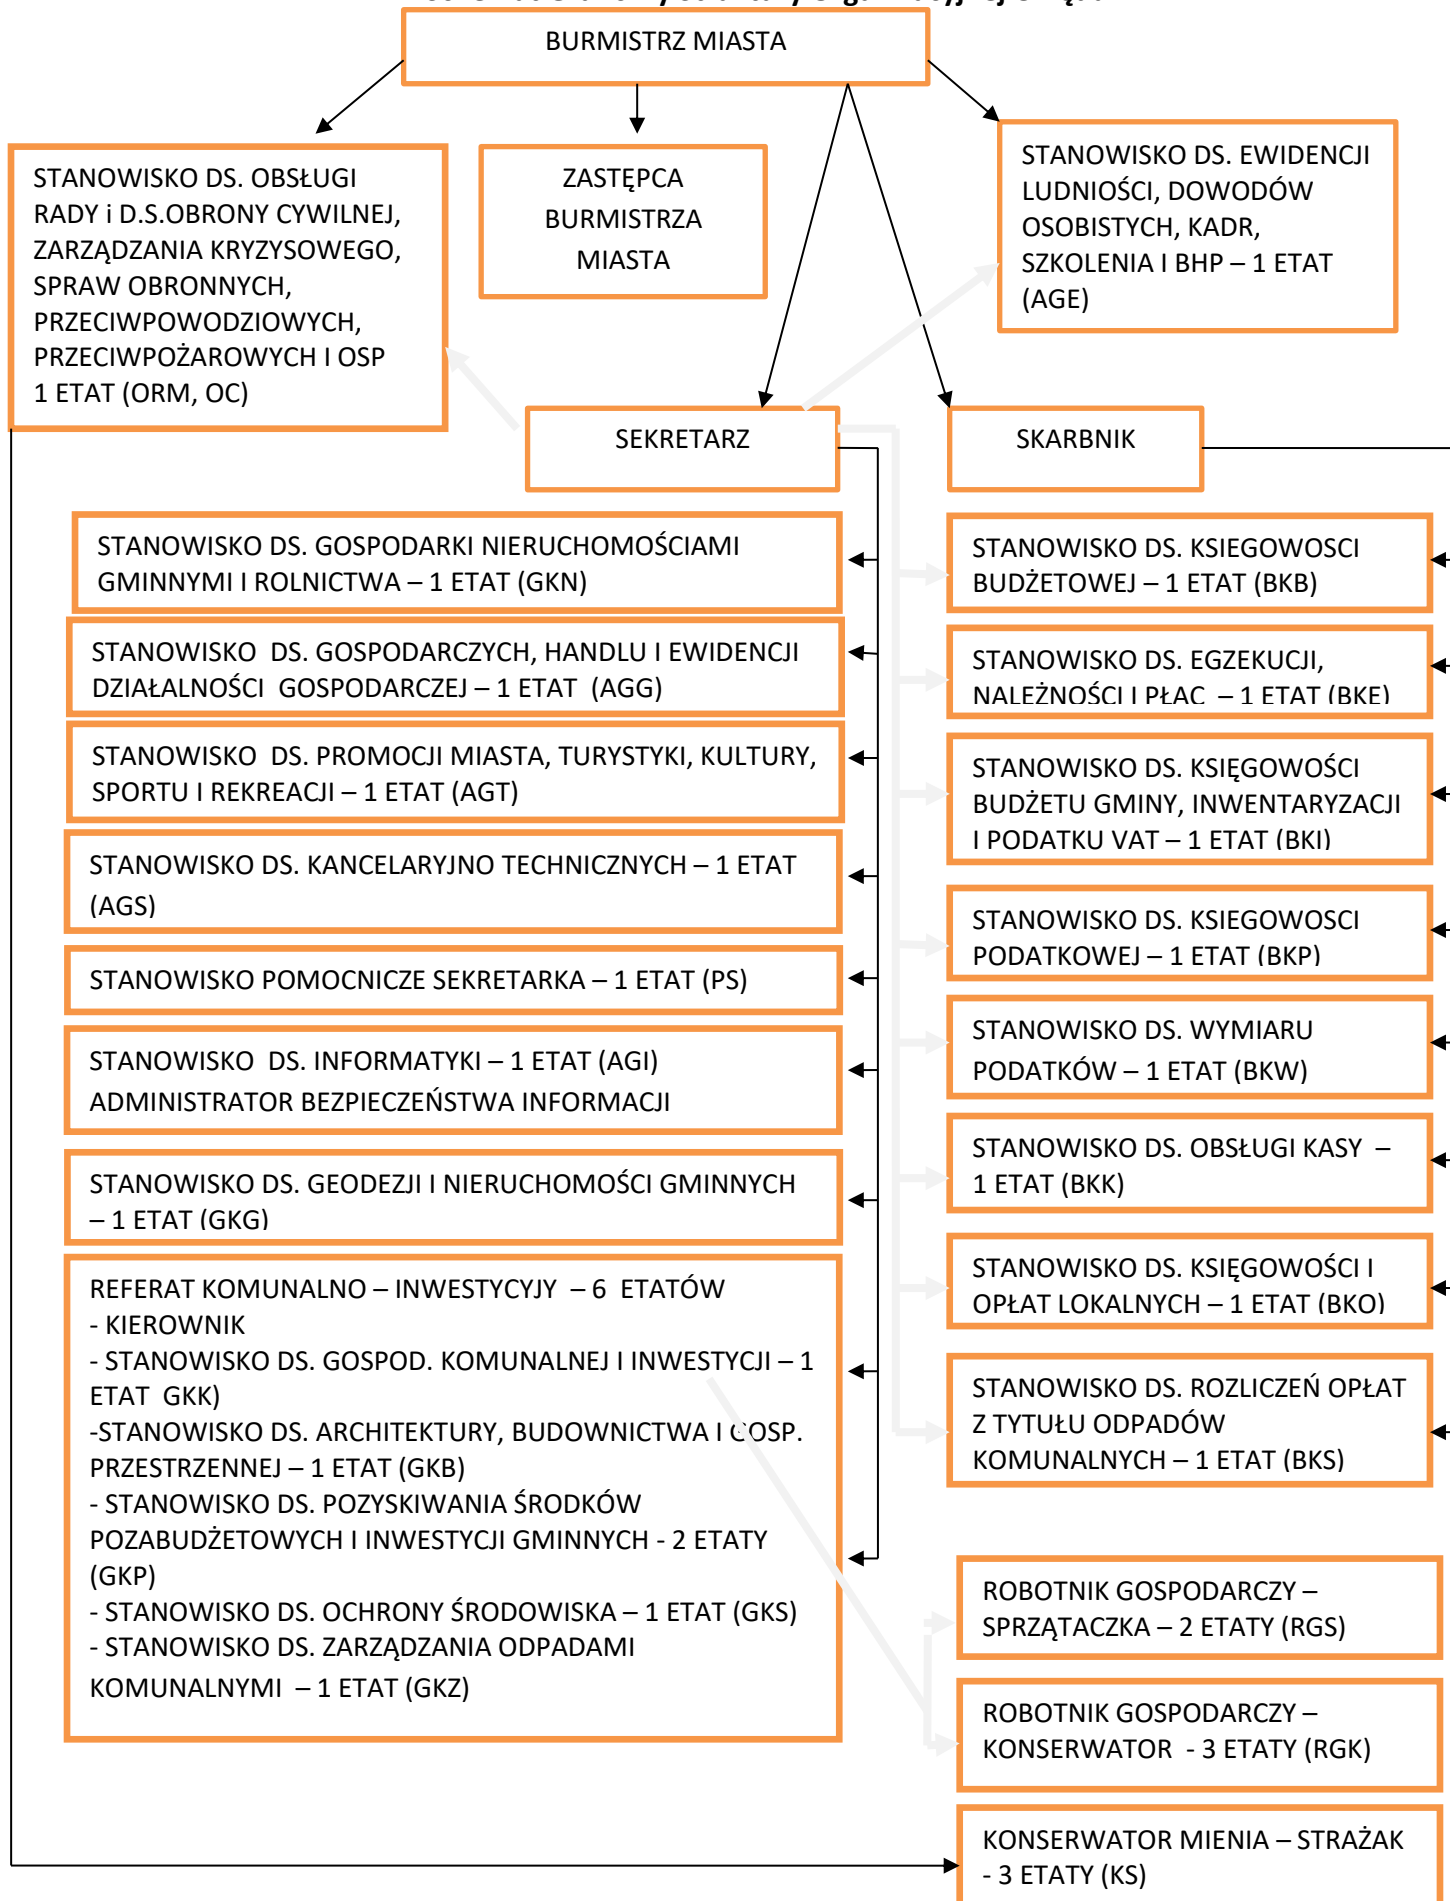 BURMISTRZ MIASTA
STANOWISKO DS. OBSŁUGI
RADY i D.S.OBRONY CYWILNEJ,
ZARZĄDZANIA KRYZYSOWEGO,
SPRAW OBRONNYCH,
PRZECIWPOWODZIOWYCH,
PRZECIWPOŻAROWYCH I OSP
1 ETAT (ORM, OC)
ZASTĘPCA
BURMISTRZA
MIASTA
STANOWISKO DS. EWIDENCJI
LUDNIOŚCI, DOWODÓW
OSOBISTYCH, KADR,
SZKOLENIA I BHP – 1 ETAT
(AGE)
SEKRETARZ
SKARBNIK
STANOWISKO DS. GOSPODARKI NIERUCHOMOŚCIAMI
GMINNYMI I ROLNICTWA – 1 ETAT (GKN)
STANOWISKO DS. GOSPODARCZYCH, HANDLU I EWIDENCJI
DZIAŁALNOŚCI GOSPODARCZEJ – 1 ETAT (AGG)
STANOWISKO DS. PROMOCJI MIASTA, TURYSTYKI, KULTURY,
SPORTU I REKREACJI – 1 ETAT (AGT)
STANOWISKO DS. KANCELARYJNO TECHNICZNYCH – 1 ETAT
(AGS)
STANOWISKO POMOCNICZE SEKRETARKA – 1 ETAT (PS)
STANOWISKO DS. INFORMATYKI – 1 ETAT (AGI)
ADMINISTRATOR BEZPIECZEŃSTWA INFORMACJI
STANOWISKO DS. GEODEZJI I NIERUCHOMOŚCI GMINNYCH
– 1 ETAT (GKG)
REFERAT KOMUNALNO – INWESTYCYJY – 6 ETATÓW
- KIEROWNIK
- STANOWISKO DS. GOSPOD. KOMUNALNEJ I INWESTYCJI – 1
ETAT GKK)
-STANOWISKO DS. ARCHITEKTURY, BUDOWNICTWA I GOSP.
PRZESTRZENNEJ – 1 ETAT (GKB)
- STANOWISKO DS. POZYSKIWANIA ŚRODKÓW
POZABUDŻETOWYCH I INWESTYCJI GMINNYCH - 2 ETATY
(GKP)
- STANOWISKO DS. OCHRONY ŚRODOWISKA – 1 ETAT (GKS)
- STANOWISKO DS. ZARZĄDZANIA ODPADAMI
KOMUNALNYMI – 1 ETAT (GKZ)
STANOWISKO DS. KSIEGOWOSCI
BUDŻETOWEJ – 1 ETAT (BKB)
STANOWISKO DS. EGZEKUCJI,
NALEŻNOŚCI I PŁAC – 1 ETAT (BKE)
STANOWISKO DS. KSIĘGOWOŚCI
BUDŻETU GMINY, INWENTARYZACJI
I PODATKU VAT – 1 ETAT (BKI)
STANOWISKO DS. KSIEGOWOSCI
PODATKOWEJ – 1 ETAT (BKP)
STANOWISKO DS. WYMIARU
PODATKÓW – 1 ETAT (BKW)
STANOWISKO DS. OBSŁUGI KASY –
1 ETAT (BKK)
STANOWISKO DS. KSIĘGOWOŚCI I
OPŁAT LOKALNYCH – 1 ETAT (BKO)
STANOWISKO DS. ROZLICZEŃ OPŁAT
Z TYTUŁU ODPADÓW
KOMUNALNYCH – 1 ETAT (BKS)
ROBOTNIK GOSPODARCZY –
SPRZĄTACZKA – 2 ETATY (RGS)
ROBOTNIK GOSPODARCZY –
KONSERWATOR - 3 ETATY (RGK)
KONSERWATOR MIENIA – STRAŻAK
- 3 ETATY (KS)